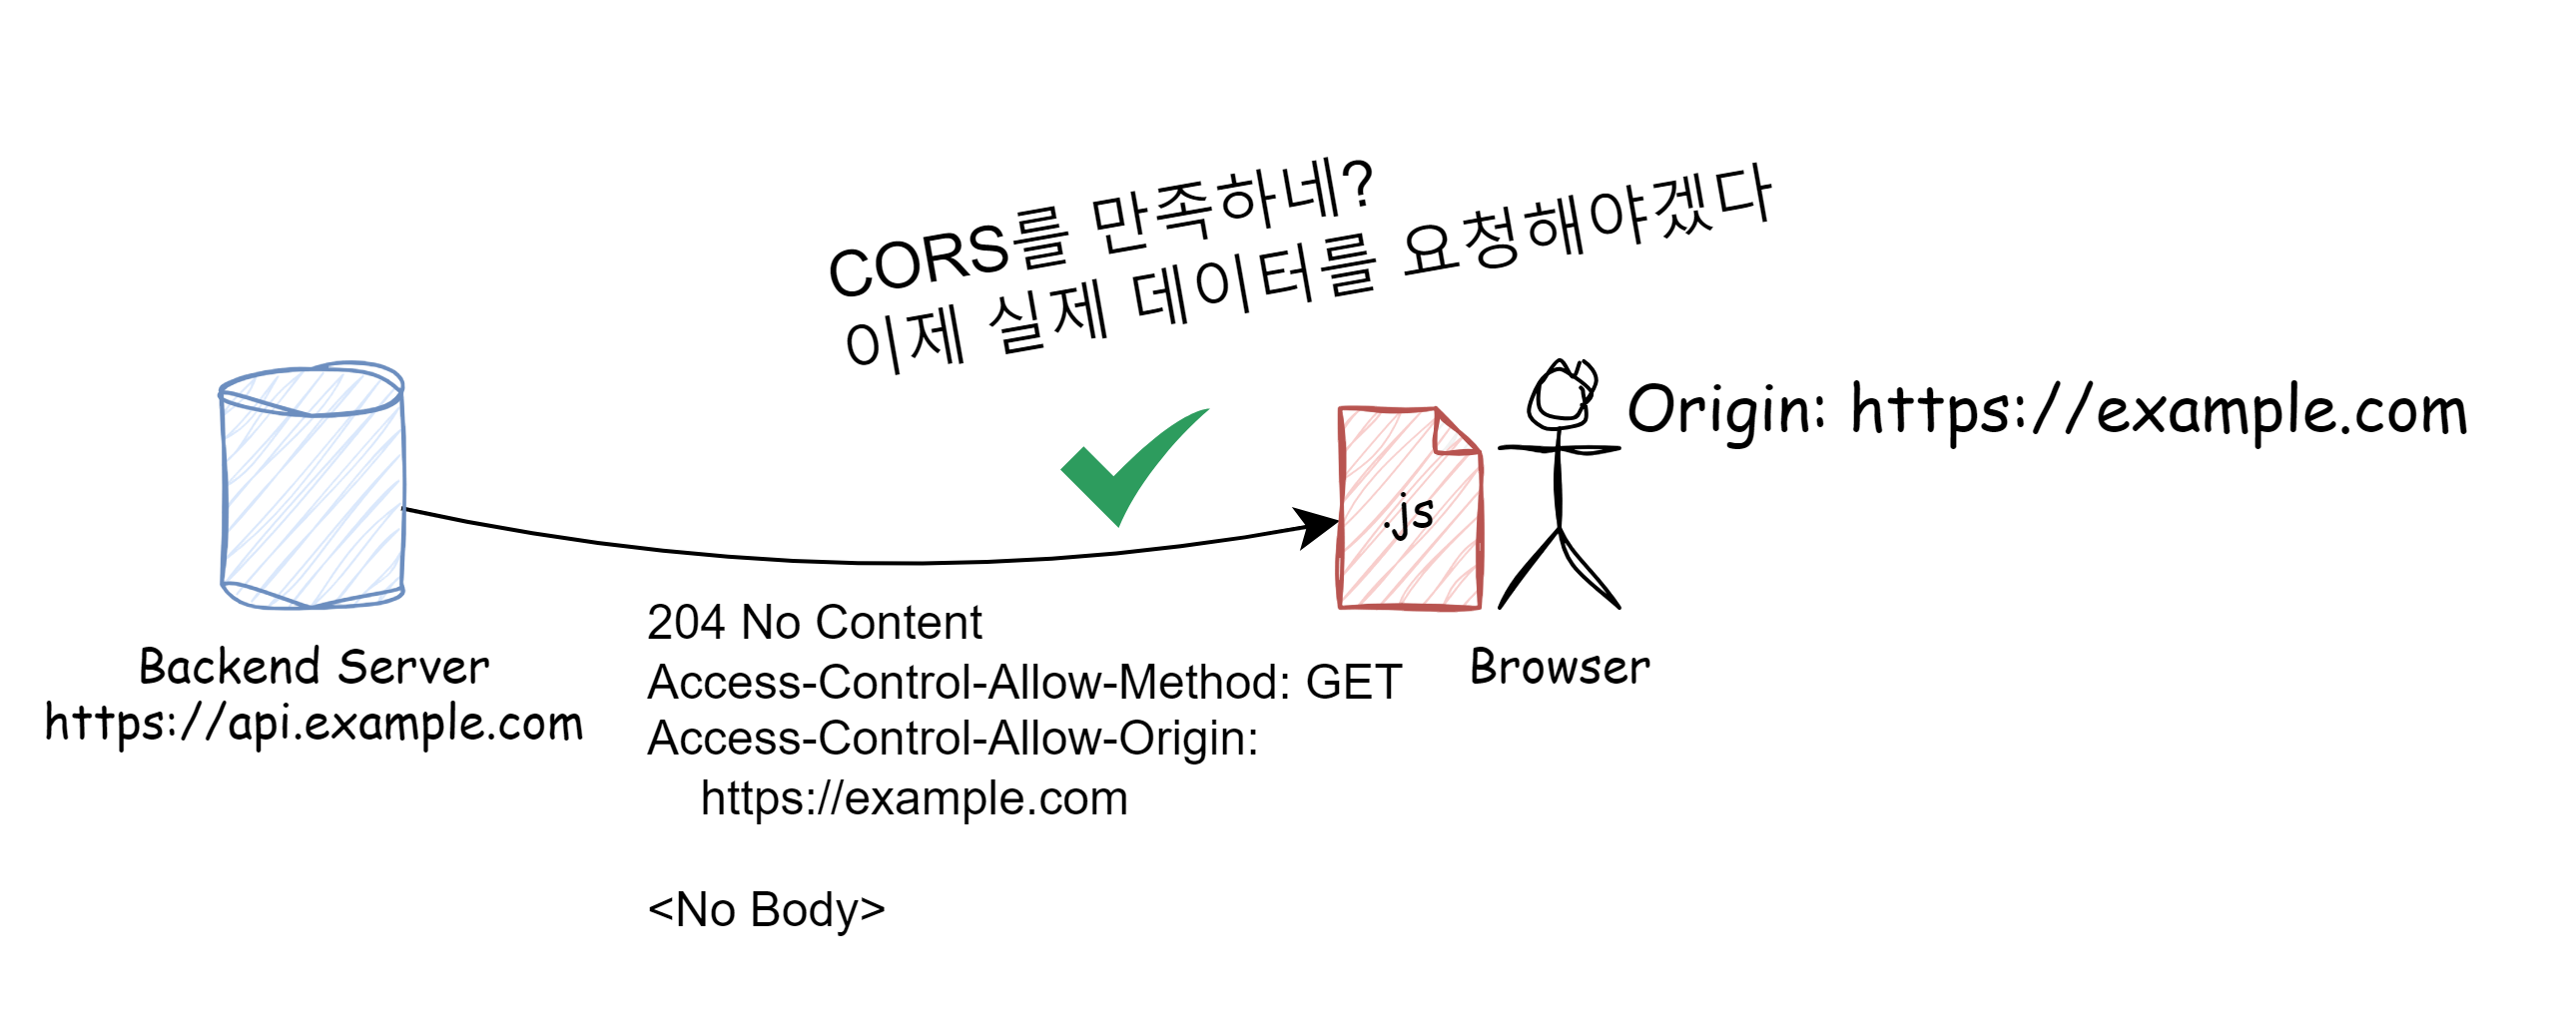 CORS를 만족하네?
이제 실제 데이터를 요청해야겠다
Origin: https://example.com
.js
Browser
Backend Server
https://api.example.com
204 No Content
Access-Control-Allow-Method: GET
Access-Control-Allow-Origin:
https://example.com
<No Body>